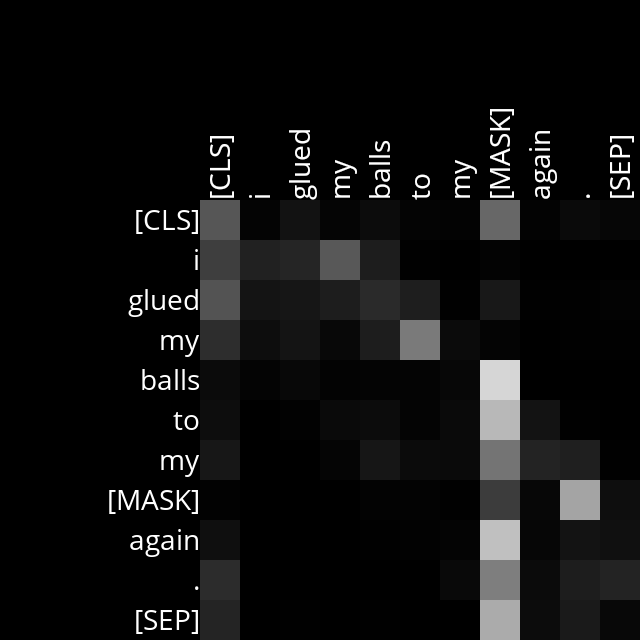 [CLS] i glued my balls to my [MASK] again . [SEP]
[CLS]
i
glued
my
balls
to
my
[MASK]
again
.
[SEP]